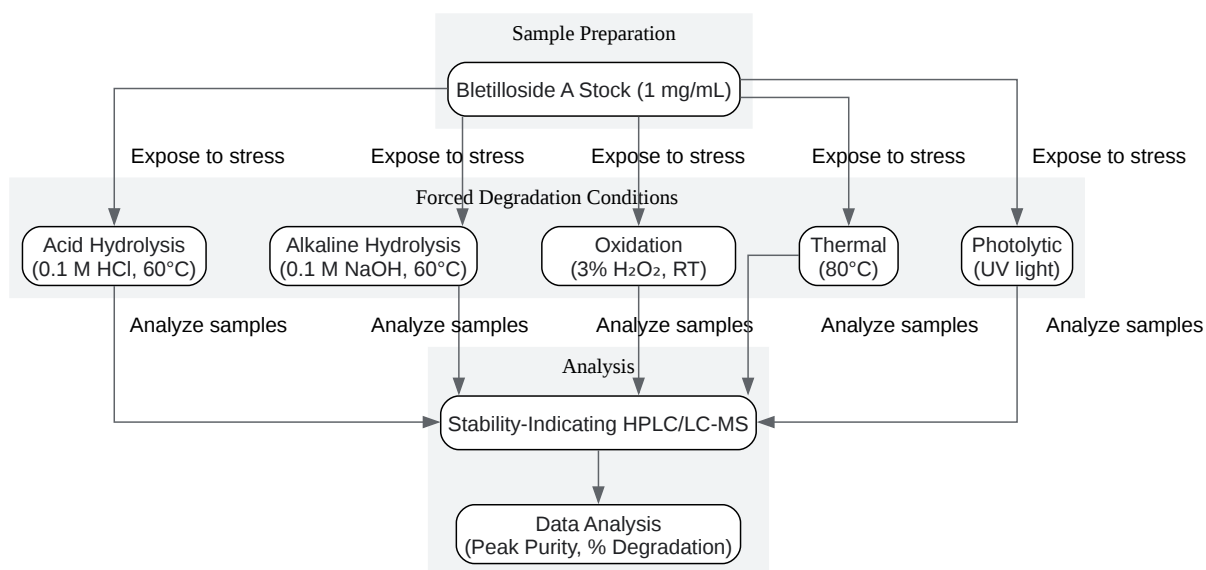 Sample Preparation
Bletilloside A Stock (1 mg/mL)
Expose to stress
Expose to stress
Expose to stress
Expose to stress
Expose to stress
Forced Degradation Conditions
Acid Hydrolysis
(0.1 M HCl, 60°C)
Alkaline Hydrolysis
(0.1 M NaOH, 60°C)
Oxidation
(3% H₂O₂, RT)
Thermal
(80°C)
Photolytic
(UV light)
Analyze samples
Analyze samples
Analyze samples
Analyze samples
Analyze samples
Analysis
Stability-Indicating HPLC/LC-MS
Data Analysis
(Peak Purity, % Degradation)